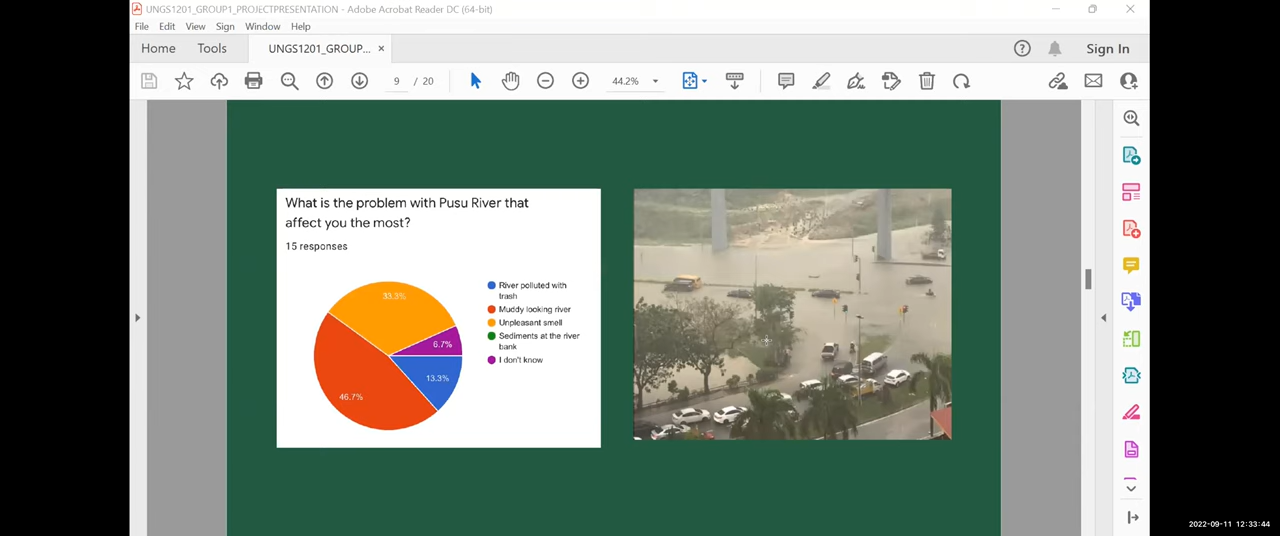 UNGS1201_GROUP1_PROJECTPRESENTATION - Adobe Acrobat Reader DC (64-bit)
File Edit View Sign Window Help
Home Tools UNGS1201_GROUP... × Sign In
9 / 20 44.2%
What is the problem with Pusu River that
affect you the most?
15 responses
33.3%
6.7%
13.3%
46.7%
River polluted with
trash
Muddy looking river
Unpleasant smell
Sediments at the river
bank
I don't know
2022-09-11 12:33:44